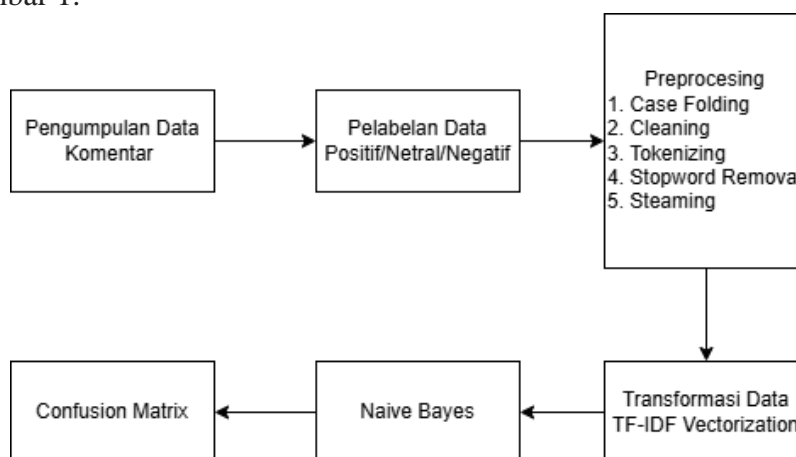 Pengumpulan Data
Komentar
Pelabelan Data
Positif/Netral/Negatif
Preprocesing
1. Case Folding
2. Cleaning
3. Tokenizing
4. Stopword Remova
5. Steaming
Confusion Matrix
Naive Bayes
Transformasi Data
TF-IDF Vectorization